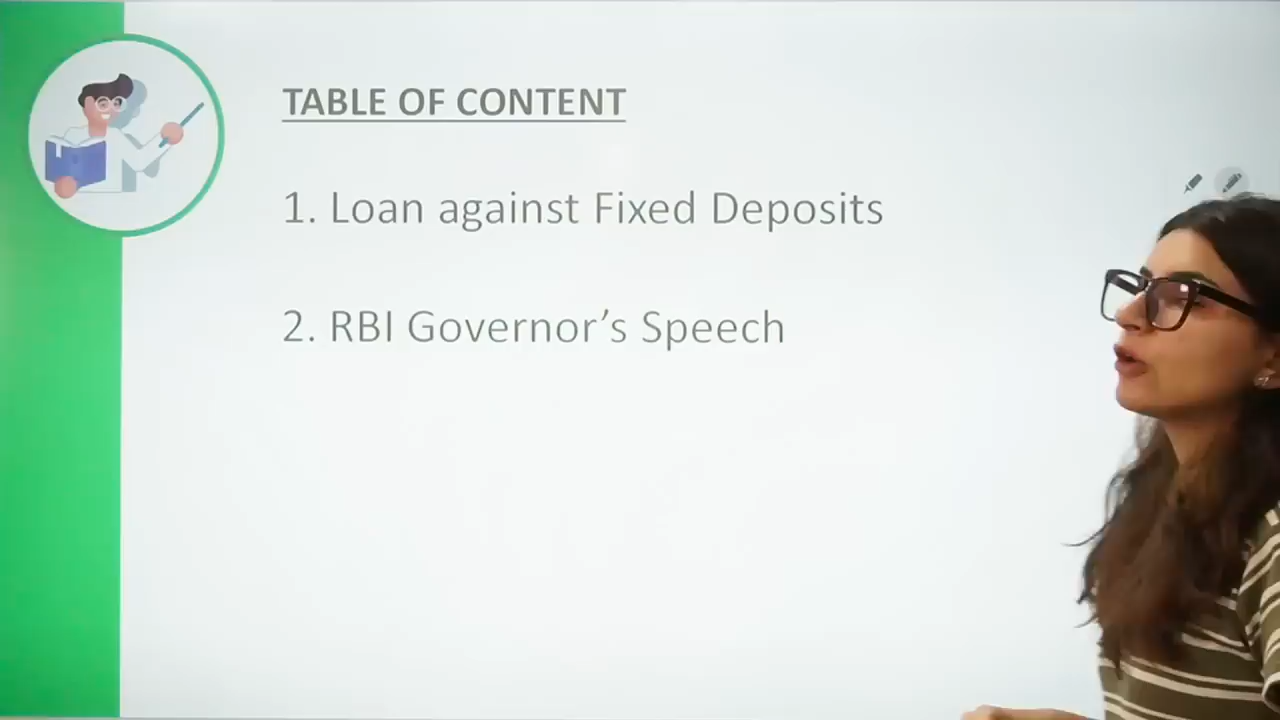 TABLE OF CONTENT
1. Loan against Fixed Deposits
2. RBI Governor’s Speech